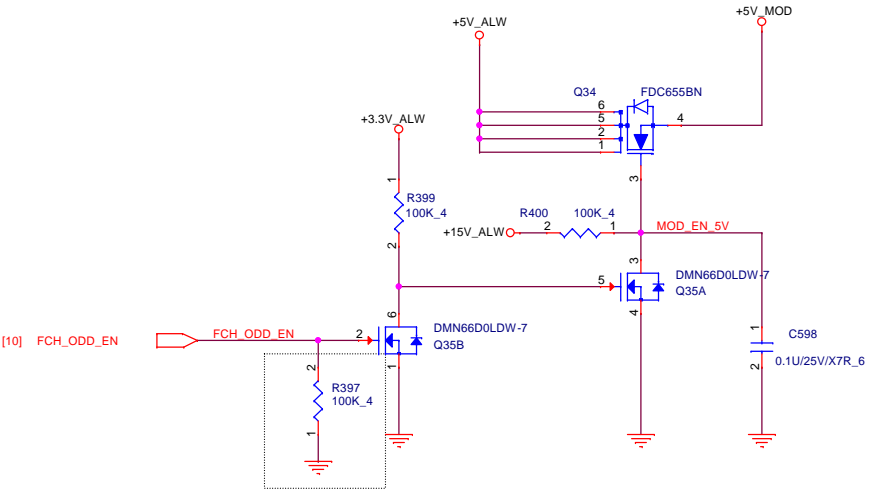 +5V_ALW
+5V_MOD
Q34
FDC655BN
6
5
2
1
4
3
+3.3V_ALW
1
R399
100K_4
2
R400
100K_4
+15V_ALW
2
1
MOD_EN_5V
3
5
DMN66D0LDW-7
Q35A
4
6
[10]
FCH_ODD_EN
FCH_ODD_EN
2
DMN66D0LDW-7
Q35B
1
1
C598
0.1U/25V/X7R_6
2
2
R397
100K_4
1